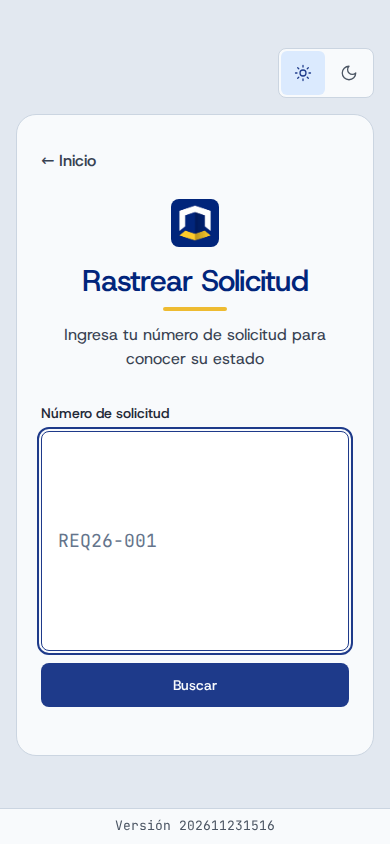 ← Inicio
Rastrear Solicitud
Ingresa tu número de solicitud para
conocer su estado
Número de solicitud
REQ26-001
Buscar
Versión 202611231516